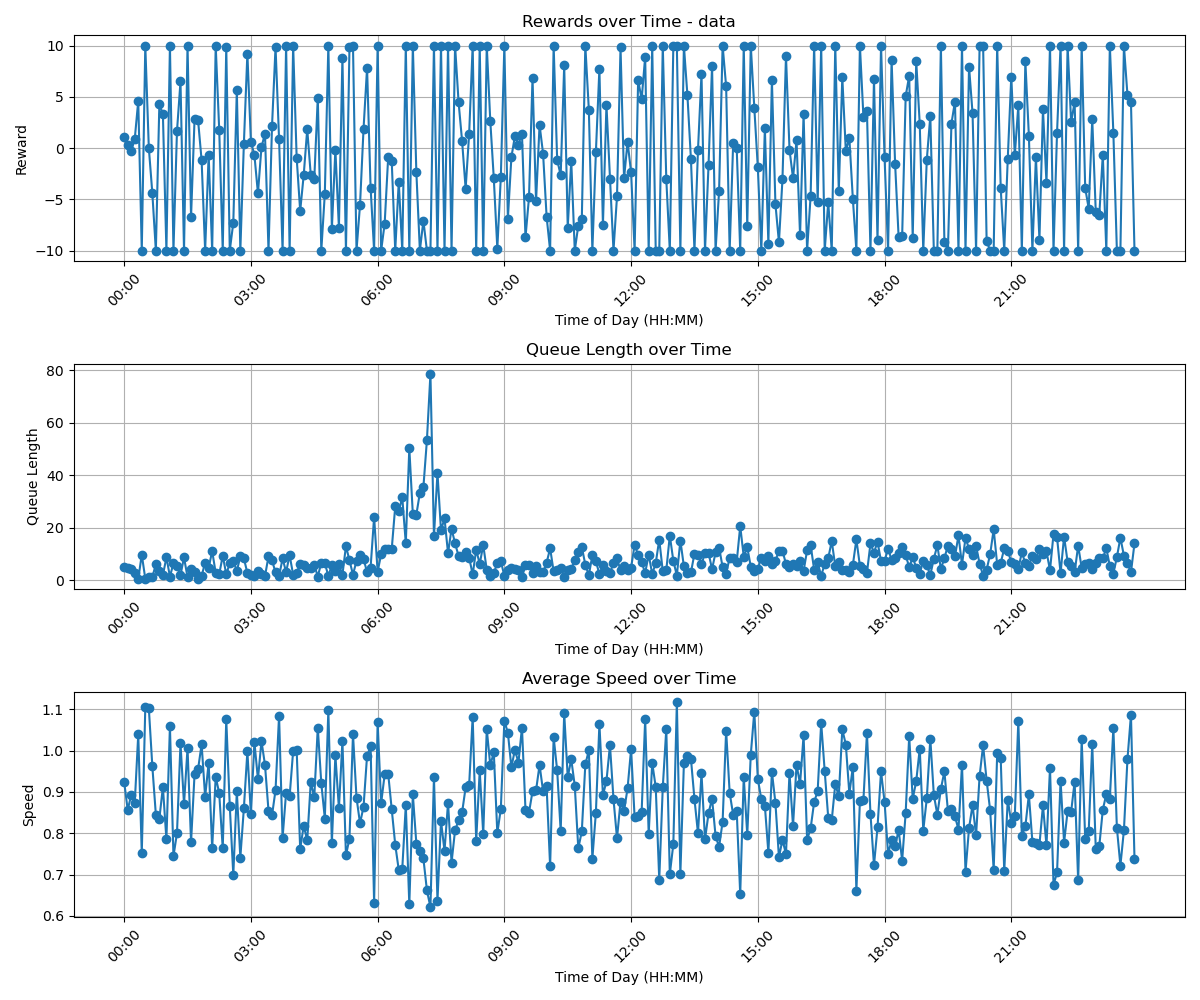 Rewards over Time - data
Reward
10
5
0
−5
−10
00:00 03:00 06:00 09:00 12:00 15:00 18:00 21:00
Time of Day (HH:MM)
Queue Length over Time
Queue Length
80
60
40
20
0
00:00 03:00 06:00 09:00 12:00 15:00 18:00 21:00
Time of Day (HH:MM)
Average Speed over Time
Speed
1.1
1.0
0.9
0.8
0.7
0.6
00:00 03:00 06:00 09:00 12:00 15:00 18:00 21:00
Time of Day (HH:MM)